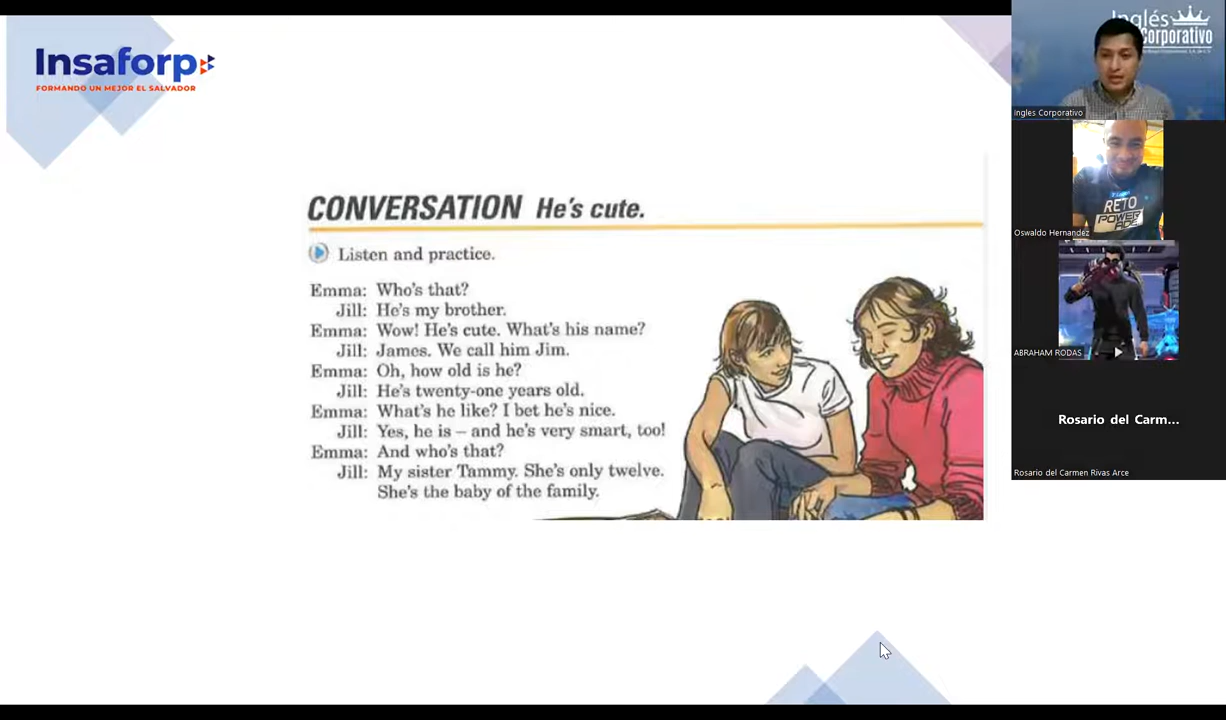 Insaforp
FORMANDO UN MEJOR EL SALVADOR
CONVERSATION He's cute.
Listen and practice.
Emma: Who's that?
Jill: He's my brother.
Emma: Wow! He's cute. What's his name?
Jill: James. We call him Jim.
Emma: Oh, how old is he?
Jill: He's twenty-one years old.
Emma: What's he like? I bet he's nice.
Jill: Yes, he is – and he's very smart, too!
Emma: And who's that?
Jill: My sister Tammy. She's only twelve.
She's the baby of the family.
Inglés
Corporativo
Ingles Corporativo
RETO
POWER
ADE
Oswaldo Hernandez
ABRAHAM RODAS
Rosario del Carm...
Rosario del Carmen Rivas Arce